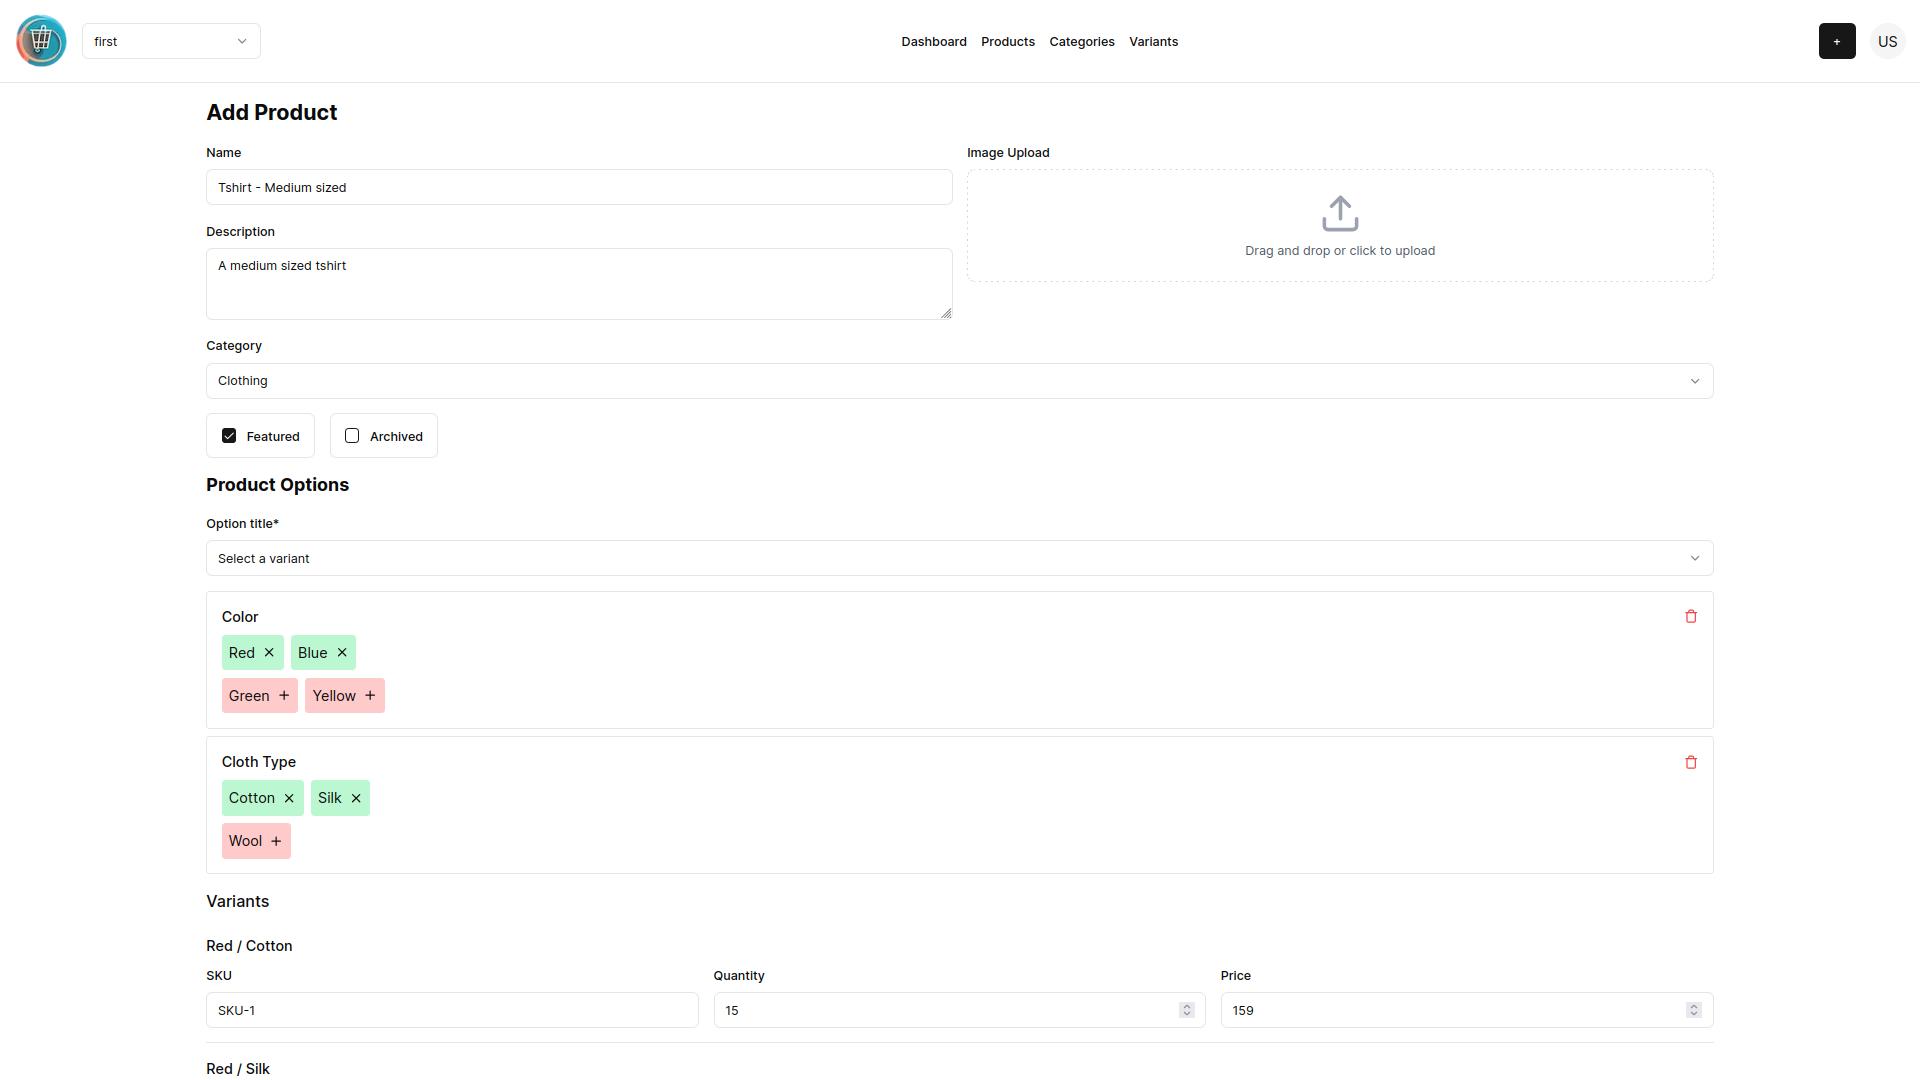 first
Dashboard Products Categories Variants
+ US
Add Product
Name
Tshirt - Medium sized
Image Upload
Drag and drop or click to upload
Description
A medium sized tshirt
Category
Clothing
Featured Archived
Product Options
Option title*
Select a variant
Color
Red × Blue ×
Green + Yellow +
Cloth Type
Cotton × Silk ×
Wool +
Variants
Red / Cotton
SKU Quantity Price
SKU-1 15 159
Red / Silk